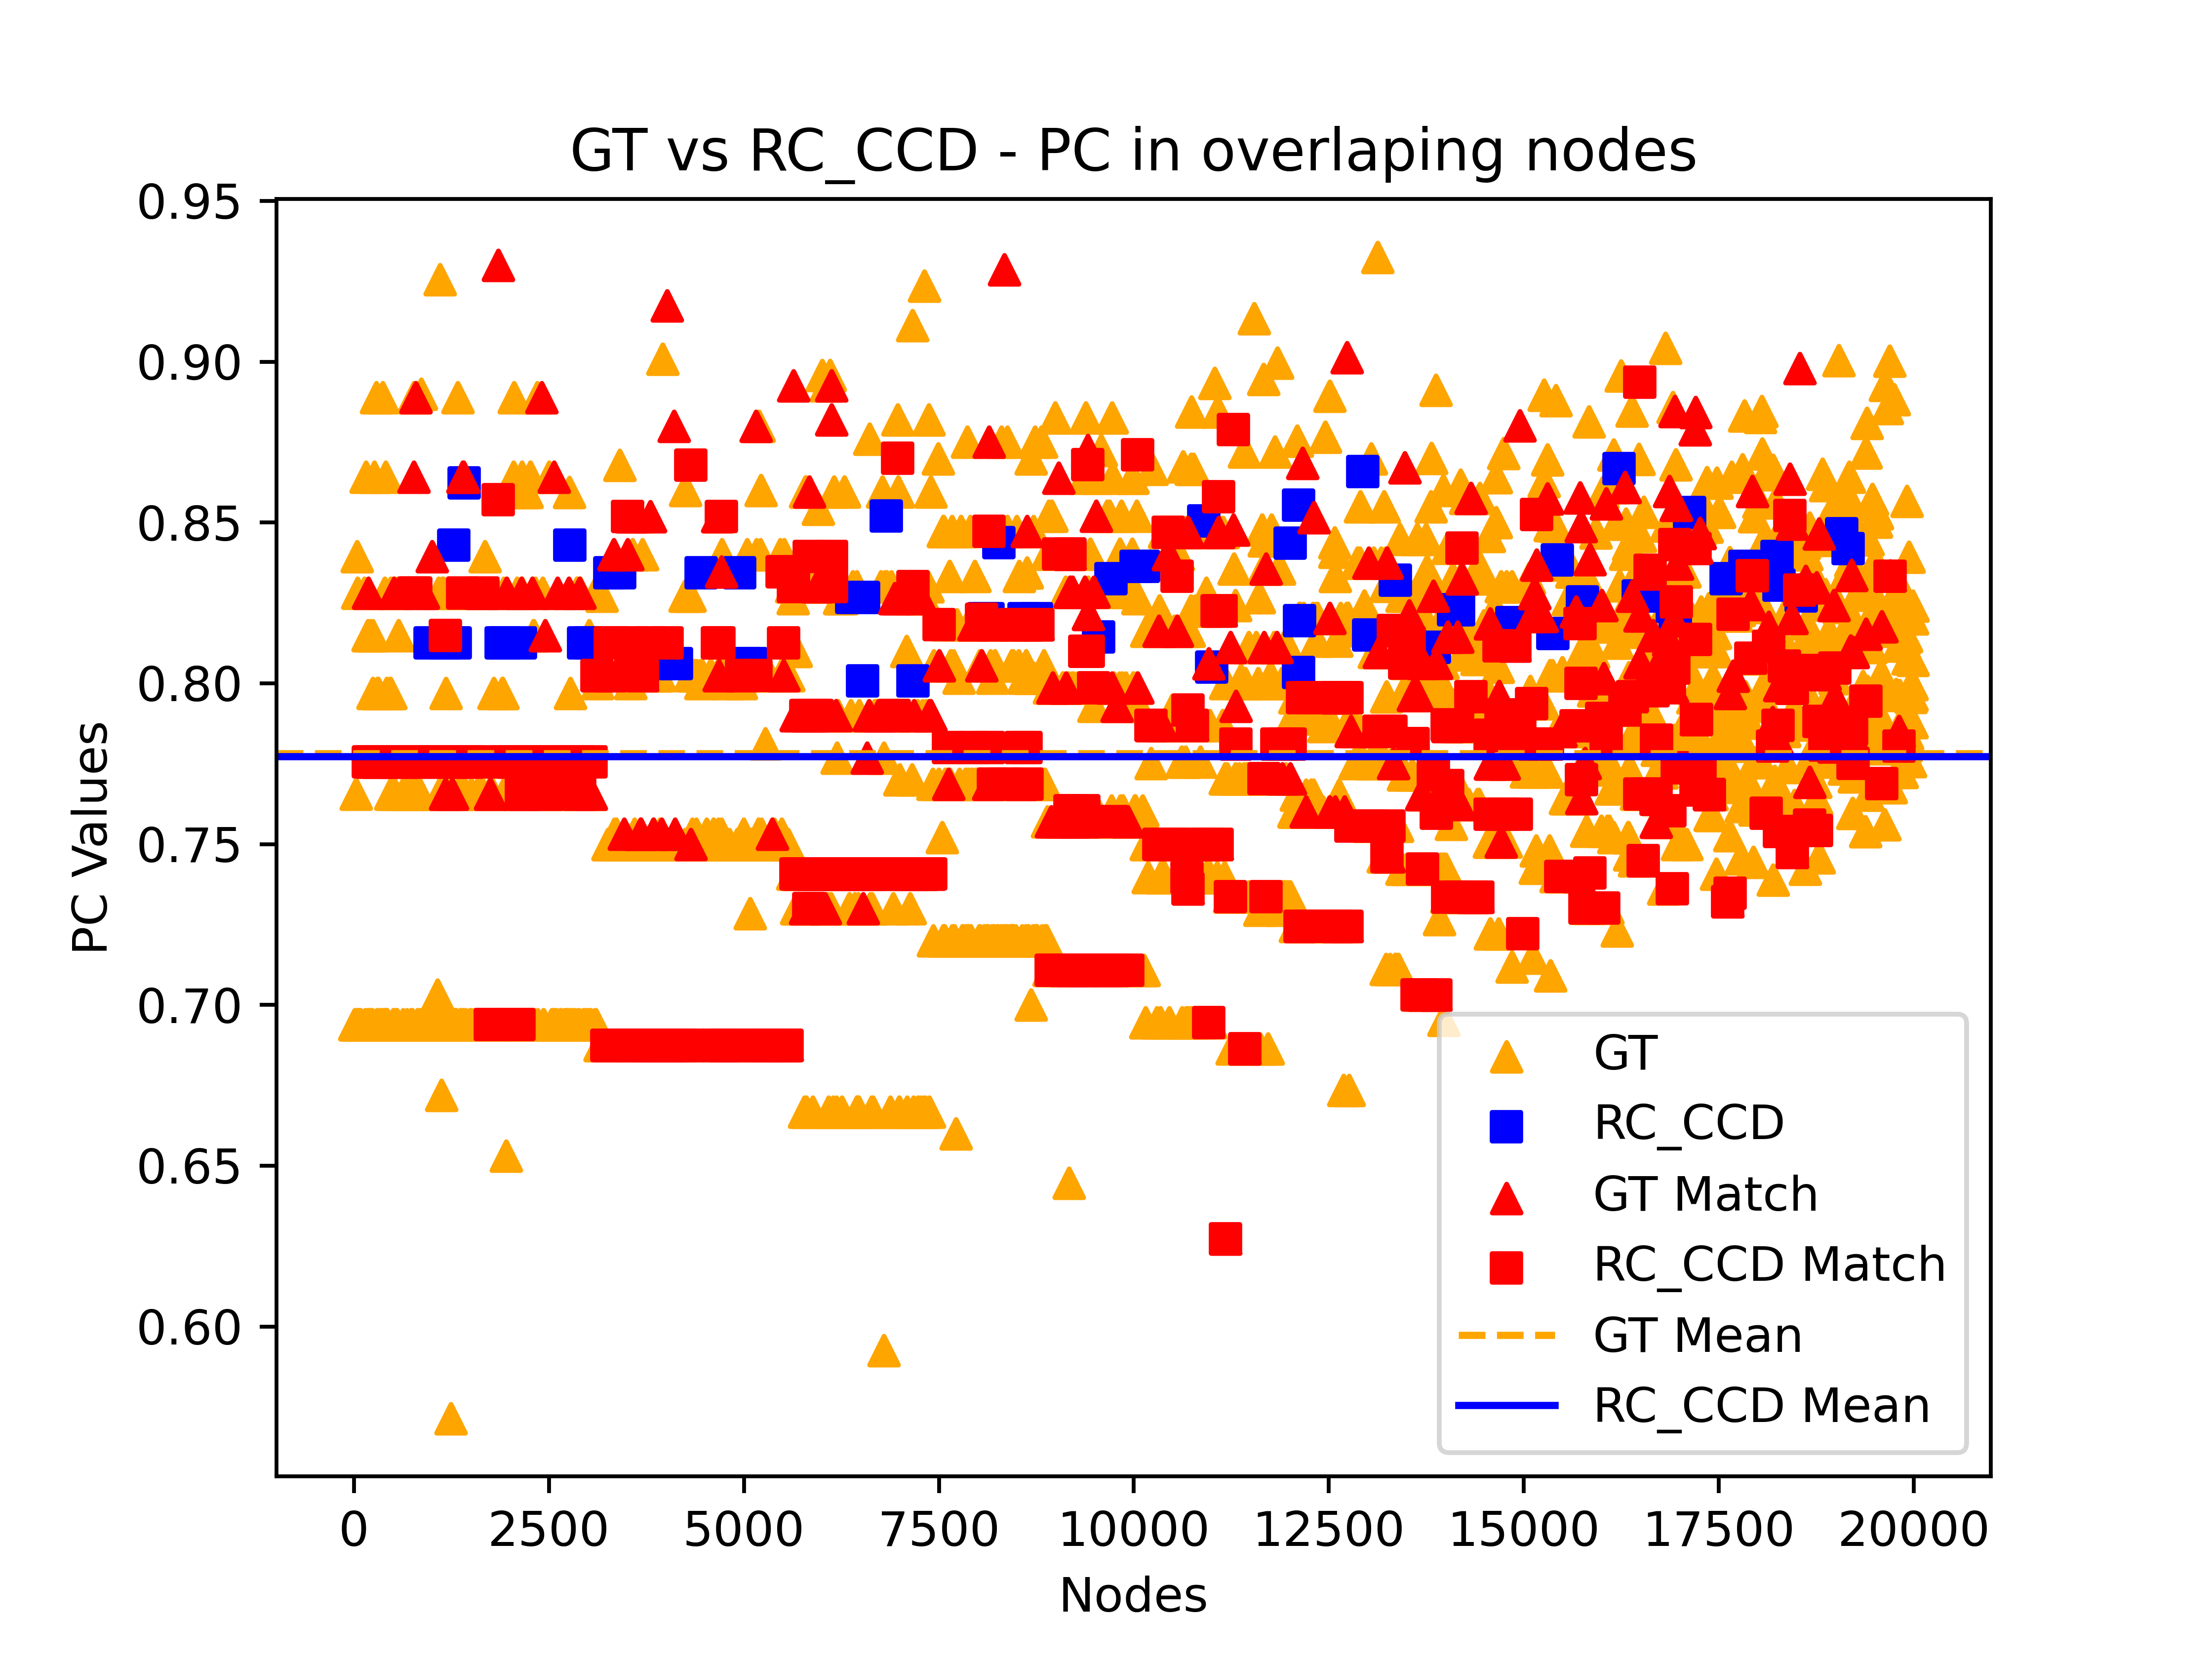 GT vs RC_CCD - PC in overlaping nodes
PC Values
0.95
0.90
0.85
0.80
0.75
0.70
0.65
0.60
GT
RC_CCD
GT Match
RC_CCD Match
GT Mean
RC_CCD Mean
0 2500 5000 7500 10000 12500 15000 17500 20000
Nodes